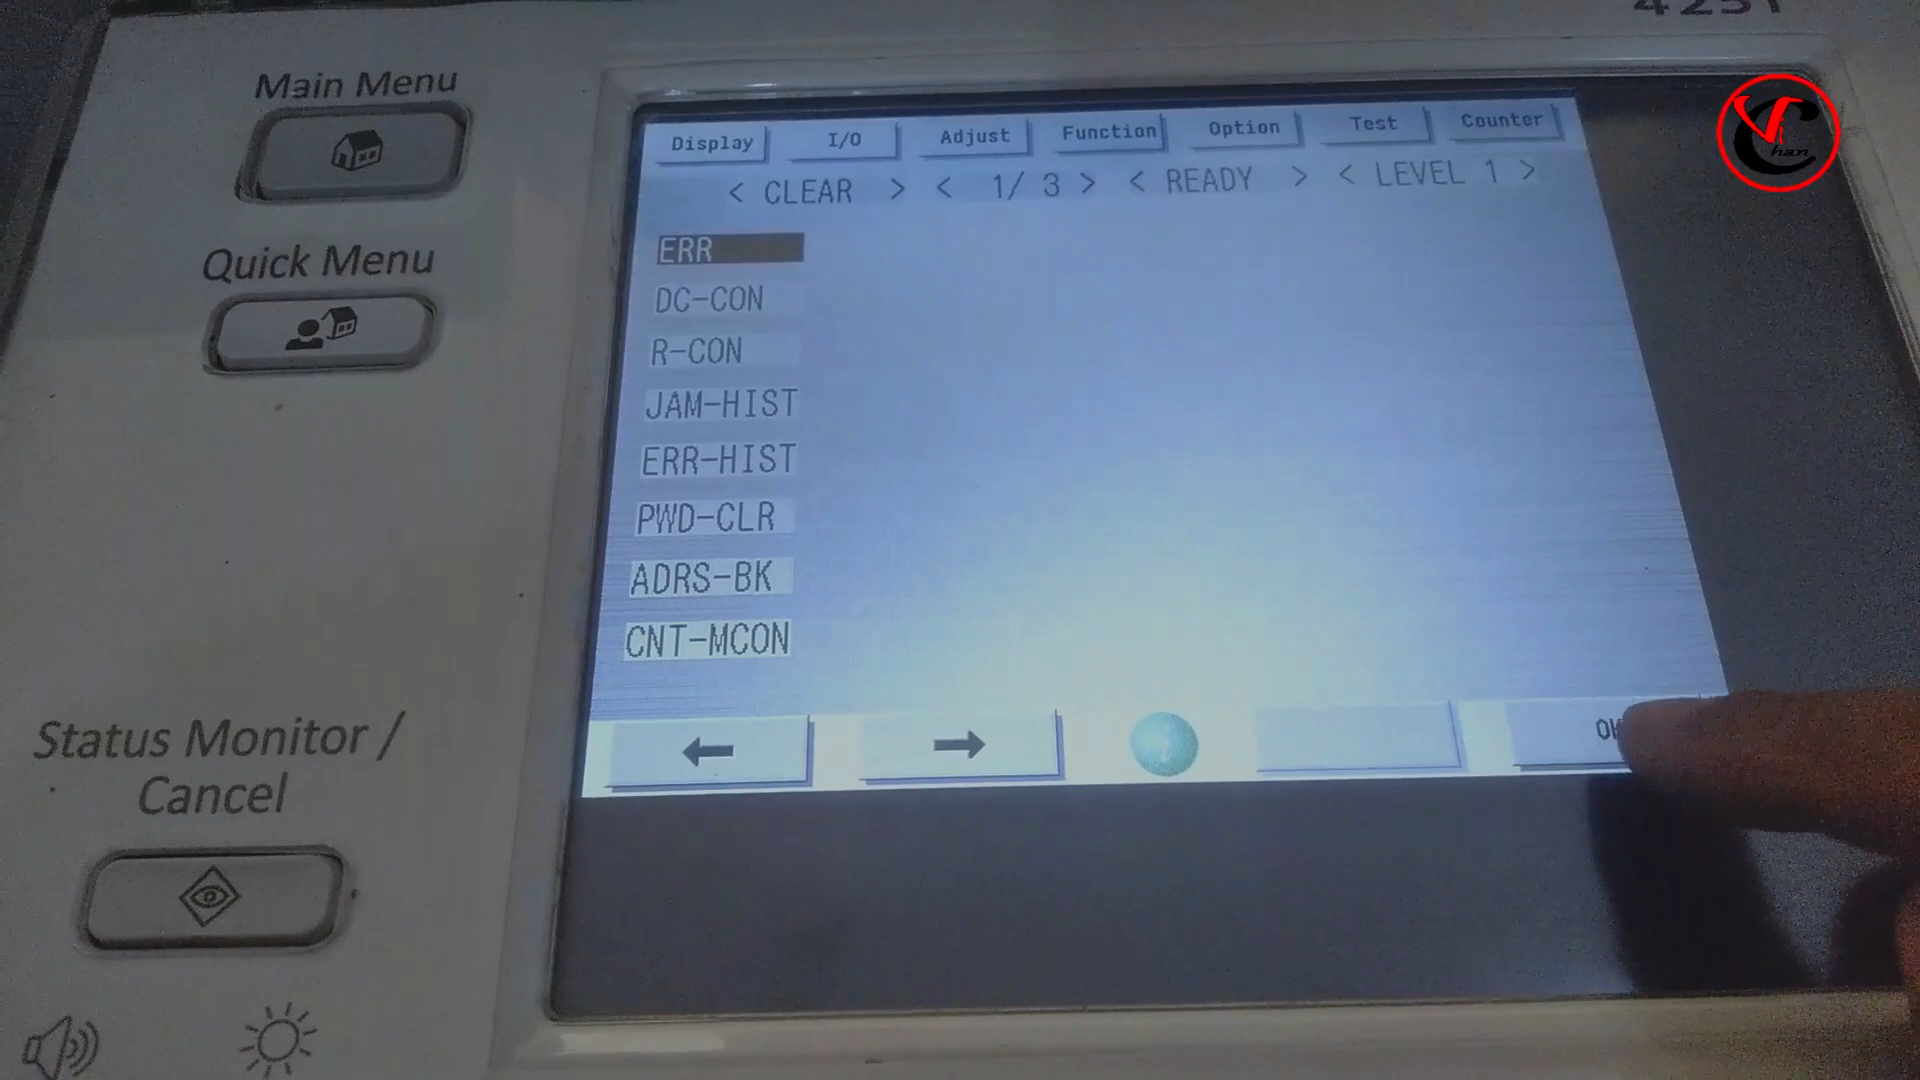 Main Menu
Quick Menu
Status Monitor /
Cancel
Display I/O Adjust Function Option Test Counter
< CLEAR > < 1/ 3 > < READY > < LEVEL 1 >
ERR
DC-CON
R-CON
JAM-HIST
ERR-HIST
PWD-CLR
ADRS-BK
CNT-MCON